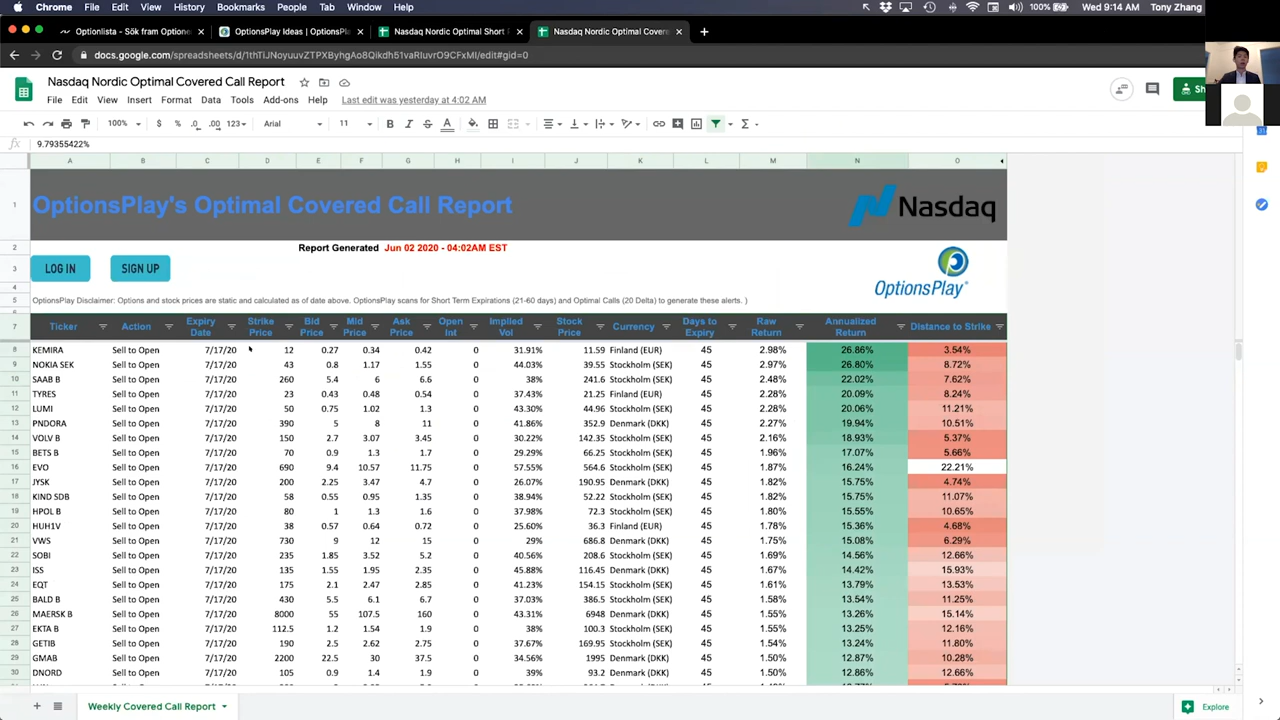 Chrome File Edit View History Bookmarks People Tab Window Help 100% Wed 9:14 AM Tony Zhang
Optionlista - Sök fram Optione OptionsPlay Ideas | OptionsPl Nasdaq Nordic Optimal Short Nasdaq Nordic Optimal Cover
docs.google.com/spreadsheets/d/1thTiJNoyuuvZTPXByhgAo8Qikdh51vaRIuvrO9CFxMI/edit#gid=0
Nasdaq Nordic Optimal Covered Call Report
File Edit View Insert Format Data Tools Add-ons Help Last edit was yesterday at 4:02 AM
100% $ % .0 .00 123 Arial 11 B I S A
fx 9.79355422%
A B C D E F G H I J K L M N O
1 OptionsPlay's Optimal Covered Call Report Nasdaq
2 Report Generated Jun 02 2020 - 04:02AM EST
3 LOG IN SIGN UP OptionsPlay
4
5 OptionsPlay Disclaimer: Options and stock prices are static and calculated as of date above. OptionsPlay scans for Short Term Expirations (21-60 days) and Optimal Calls (20 Delta) to generate these alerts. )
6
7 Ticker Action Expiry Date Strike Price Bid Price Mid Price Ask Price Open Int Implied Vol Stock Price Currency Days to Expiry Raw Return Annualized Return Distance to Strike
8 KEMIRA Sell to Open 7/17/20 12 0.27 0.34 0.42 0 31.91% 11.59 Finland (EUR) 45 2.98% 26.86% 3.54%
9 NOKIA SEK Sell to Open 7/17/20 43 0.8 1.17 1.55 0 44.03% 39.55 Stockholm (SEK) 45 2.97% 26.80% 8.72%
10 SAAB B Sell to Open 7/17/20 260 5.4 6 6.6 0 38% 241.6 Stockholm (SEK) 45 2.48% 22.02% 7.62%
11 TYRES Sell to Open 7/17/20 23 0.43 0.48 0.54 0 37.43% 21.25 Finland (EUR) 45 2.28% 20.09% 8.24%
12 LUMI Sell to Open 7/17/20 50 0.75 1.02 1.3 0 43.30% 44.96 Stockholm (SEK) 45 2.28% 20.06% 11.21%
13 PNDORA Sell to Open 7/17/20 390 5 8 11 0 41.86% 352.9 Denmark (DKK) 45 2.27% 19.94% 10.51%
14 VOLV B Sell to Open 7/17/20 150 2.7 3.07 3.45 0 30.22% 142.35 Stockholm (SEK) 45 2.16% 18.93% 5.37%
15 BETS B Sell to Open 7/17/20 70 0.9 1.3 1.7 0 29.29% 66.25 Stockholm (SEK) 45 1.96% 17.07% 5.66%
16 EVO Sell to Open 7/17/20 690 9.4 10.57 11.75 0 57.55% 564.6 Stockholm (SEK) 45 1.87% 16.24% 22.21%
17 JYSK Sell to Open 7/17/20 200 2.25 3.47 4.7 0 26.07% 190.95 Denmark (DKK) 45 1.82% 15.75% 4.74%
18 KIND SDB Sell to Open 7/17/20 58 0.55 0.95 1.35 0 38.94% 52.22 Stockholm (SEK) 45 1.82% 15.75% 11.07%
19 HPOL B Sell to Open 7/17/20 80 1 1.3 1.6 0 37.98% 72.3 Stockholm (SEK) 45 1.80% 15.55% 10.65%
20 HUH1V Sell to Open 7/17/20 38 0.57 0.64 0.72 0 25.60% 36.3 Finland (EUR) 45 1.78% 15.36% 4.68%
21 VWS Sell to Open 7/17/20 730 9 12 15 0 29% 686.8 Denmark (DKK) 45 1.75% 15.08% 6.29%
22 SOBI Sell to Open 7/17/20 235 1.85 3.52 5.2 0 40.56% 208.6 Stockholm (SEK) 45 1.69% 14.56% 12.66%
23 ISS Sell to Open 7/17/20 135 1.55 1.95 2.35 0 45.88% 116.45 Denmark (DKK) 45 1.67% 14.42% 15.93%
24 EQT Sell to Open 7/17/20 175 2.1 2.47 2.85 0 41.23% 154.15 Stockholm (SEK) 45 1.61% 13.79% 13.53%
25 BALD B Sell to Open 7/17/20 430 5.5 6.1 6.7 0 37.03% 386.5 Stockholm (SEK) 45 1.58% 13.54% 11.25%
26 MAERSK B Sell to Open 7/17/20 8000 55 107.5 160 0 43.31% 6948 Denmark (DKK) 45 1.55% 13.26% 15.14%
27 EKTA B Sell to Open 7/17/20 112.5 1.2 1.54 1.9 0 38% 100.3 Stockholm (SEK) 45 1.55% 13.25% 12.16%
28 GETIB Sell to Open 7/17/20 190 2.5 2.62 2.75 0 37.67% 169.95 Stockholm (SEK) 45 1.54% 13.24% 11.80%
29 GMAB Sell to Open 7/17/20 2200 22.5 30 37.5 0 34.56% 1995 Denmark (DKK) 45 1.50% 12.87% 10.28%
30 DNORD Sell to Open 7/17/20 105 0.9 1.4 1.9 0 39% 93.2 Denmark (DKK) 45 1.50% 12.86% 12.66%
Weekly Covered Call Report Explore